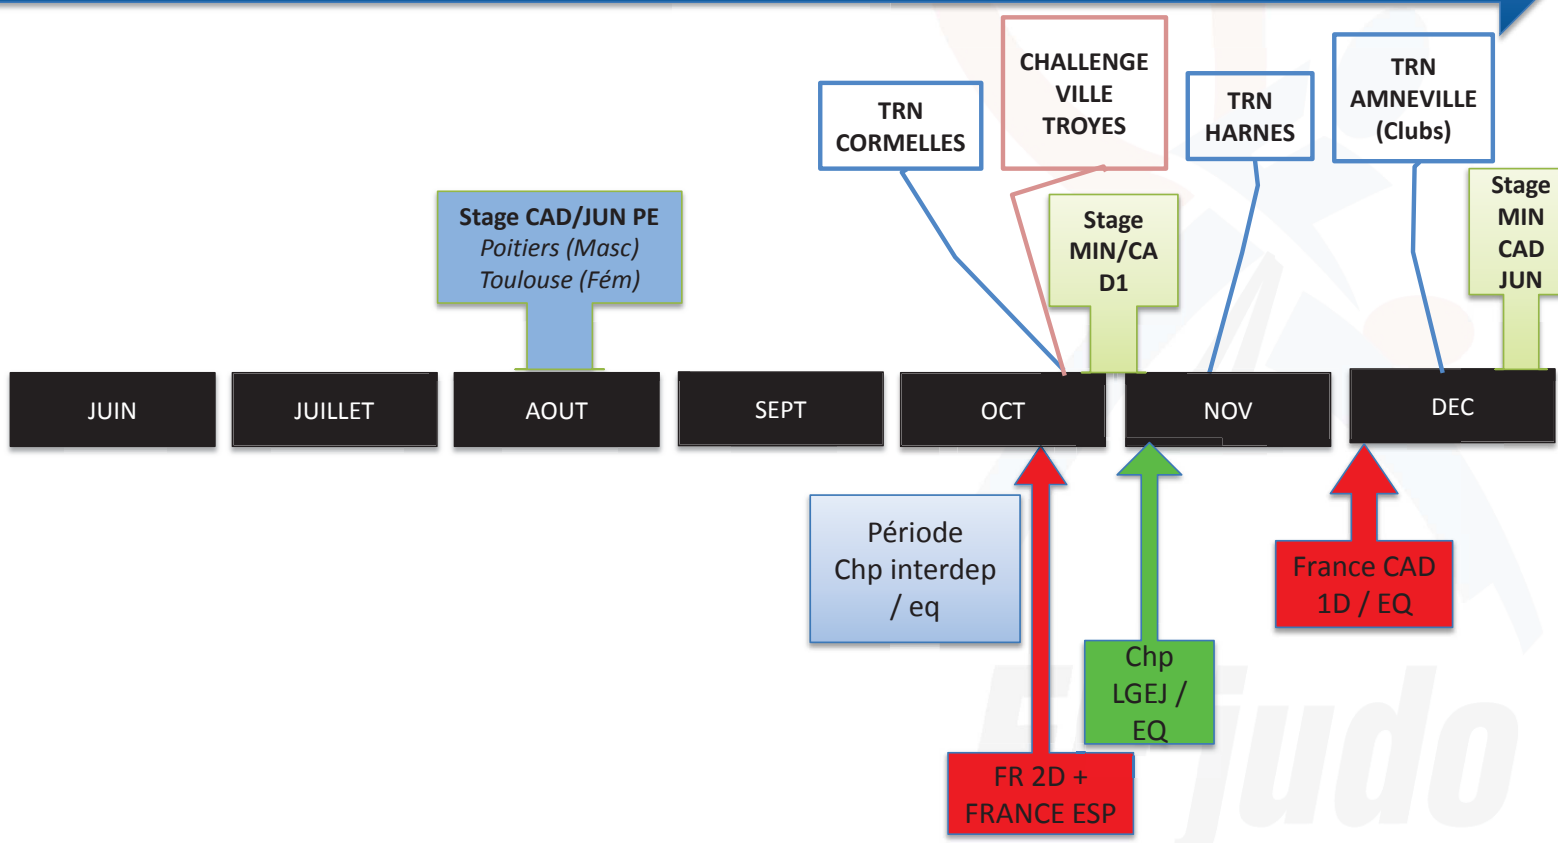 CHALLENGE
VILLE
TROYES
TRN
AMNEVILLE
(Clubs)
TRN
CORMELLES
TRN
HARNES
Stage CAD/JUN PE
Poitiers (Masc)
Toulouse (Fém)
Stage
MIN/CA
D1
Stage
MIN
CAD
JUN
JUIN
JUILLET
AOUT
SEPT
OCT
NOV
DEC
Période
Chp interdep
/ eq
France CAD
1D / EQ
Chp
LGEJ /
EQ
FR 2D +
FRANCE ESP
judo